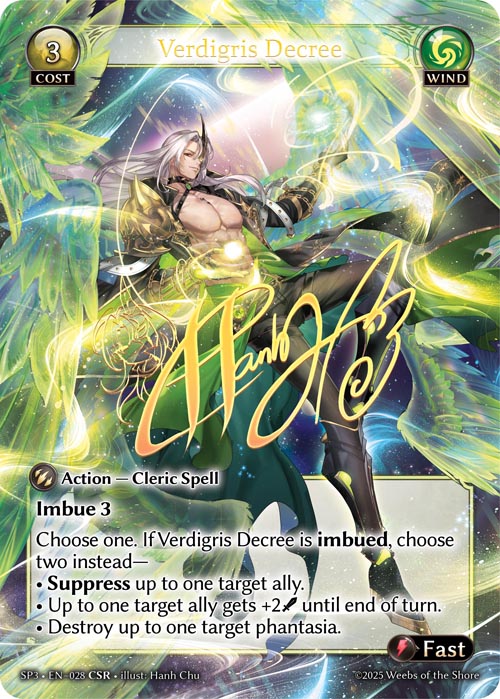 3
COST
Verdigris Decree
WIND
Hanh
Action — Cleric Spell
Imbue 3
Choose one. If Verdigris Decree is imbued, choose
two instead—
• Suppress up to one target ally.
• Up to one target ally gets +2 until end of turn.
• Destroy up to one target phantasia.
Fast
SP3 • EN-028 CSR • illust: Hanh Chu
©2025 Weebs of the Shore